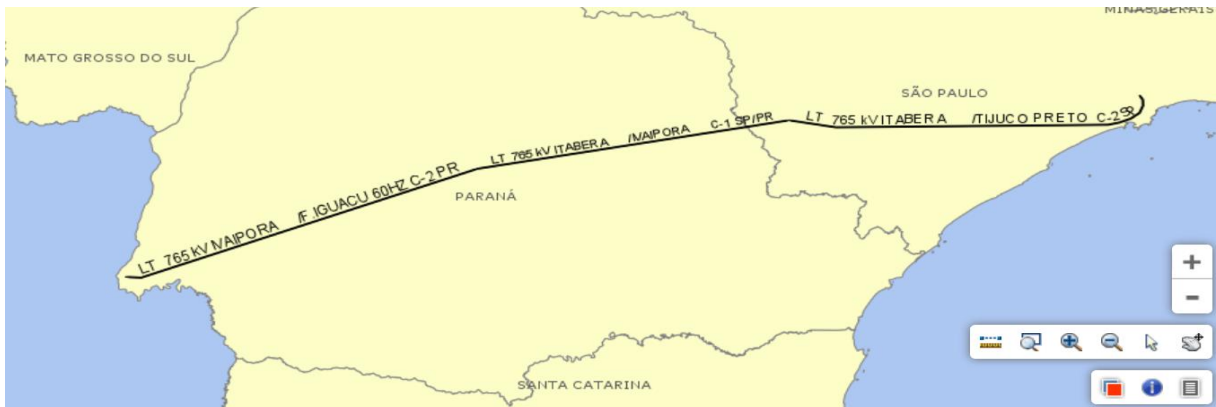 MINAS GERAIS
MATO GROSSO DO SUL
SÃO PAULO
LT 765 kV ITABERA /TIJUCO PRETO C-2 SP
LT 765 kV ITABERA /IVAIPORA C-1 SP/PR
LT 765 kV IVAIPORA /F.IGUACU 60HZ C-2 PR
PARANÁ
SANTA CATARINA
+
-